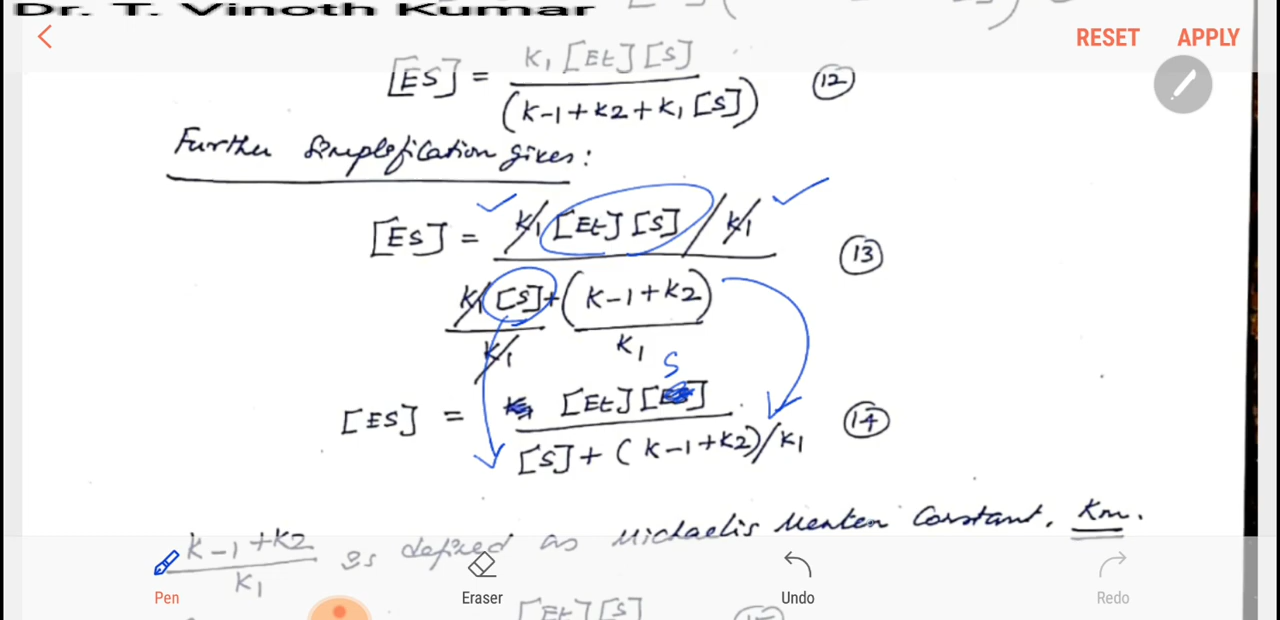 Dr. T. Vinoth Kumar
RESET APPLY
[ES] = K1 [Et][S] / (K-1+K2+K1[S]) (12)
Further Simplification gives:
[ES] = K1 [Et][S] / K1 (13)
K1 [S] / K1 + (K-1+K2) / K1
S
[ES] = [Et][ ] (14)
[S]+(K-1+K2)/K1
K-1+K2 / K1 is defined as Michaelis Menten Constant, Km.
Pen Eraser Undo Redo
[Et][S]